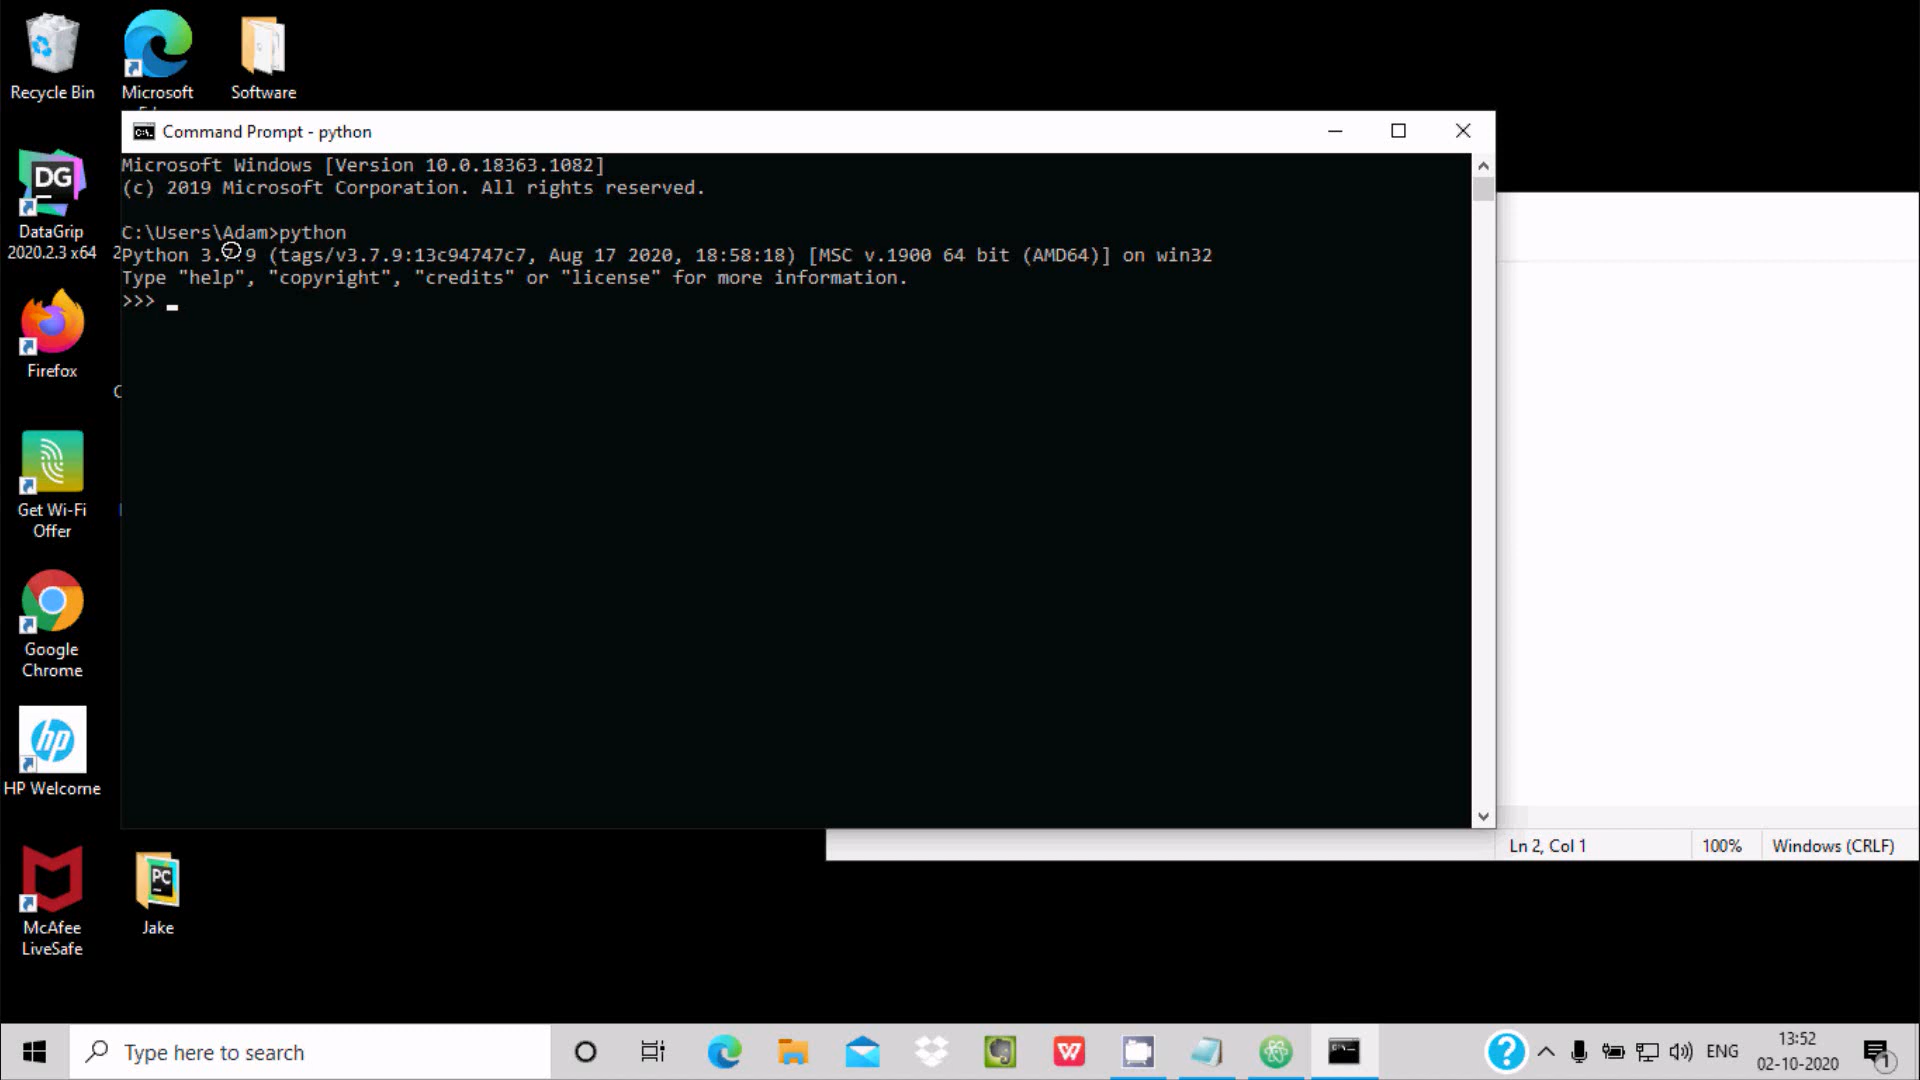 Recycle Bin
Microsoft
Software
Command Prompt - python
Microsoft Windows [Version 10.0.18363.1082]
(c) 2019 Microsoft Corporation. All rights reserved.
C:\Users\Adam>python
Python 3.7.9 (tags/v3.7.9:13c94747c7, Aug 17 2020, 18:58:18) [MSC v.1900 64 bit (AMD64)] on win32
Type "help", "copyright", "credits" or "license" for more information.
>>>
DG
DataGrip
2020.2.3 x64
Firefox
Get Wi-Fi
Offer
Google
Chrome
hp
HP Welcome
McAfee
LiveSafe
PC
Jake
Ln 2, Col 1
100%
Windows (CRLF)
Type here to search
W
ENG
13:52
02-10-2020
1